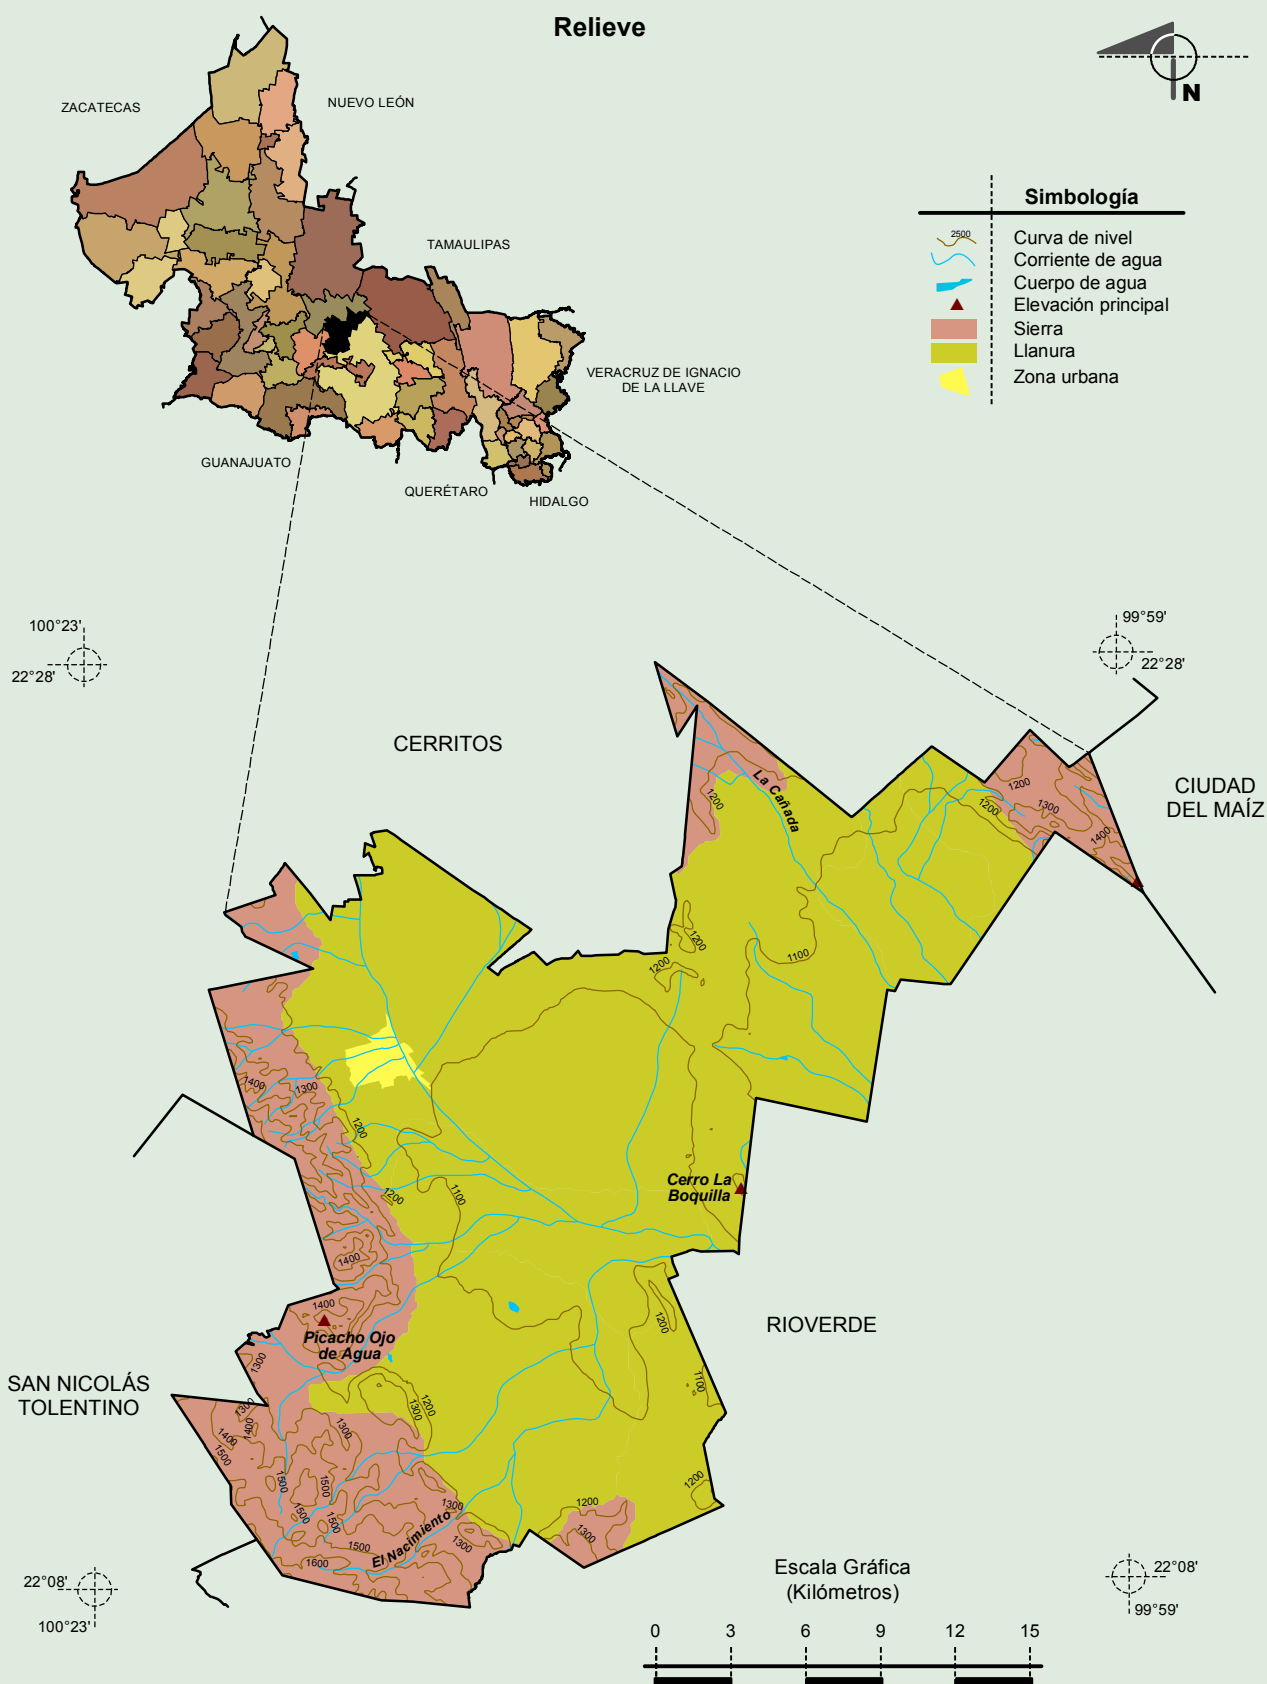 Relieve
N
ZACATECAS
NUEVO LEÓN
TAMAULIPAS
VERACRUZ DE IGNACIO
DE LA LLAVE
GUANAJUATO
QUERÉTARO
HIDALGO
Simbología
2500
Curva de nivel
Corriente de agua
Cuerpo de agua
Elevación principal
Sierra
Llanura
Zona urbana
100°23'
22°28'
99°59'
22°28'
CERRITOS
CIUDAD
DEL MAÍZ
La Cañada
1200
1200
1300
1400
1200
1200
1200
1100
1400
1300
1200
1200
1100
Cerro La
Boquilla
1400
1400
Picacho Ojo
de Agua
1300
1200
RIOVERDE
SAN NICOLÁS
TOLENTINO
1100
1200
1300
1300
1400
1400
1500
1300
1500
1500
1500
1500
1500
1600
El Nacimiento
1300
1300
1200
1300
1200
22°08'
100°23'
22°08'
99°59'
Escala Gráfica
(Kilómetros)
0 3 6 9 12 15